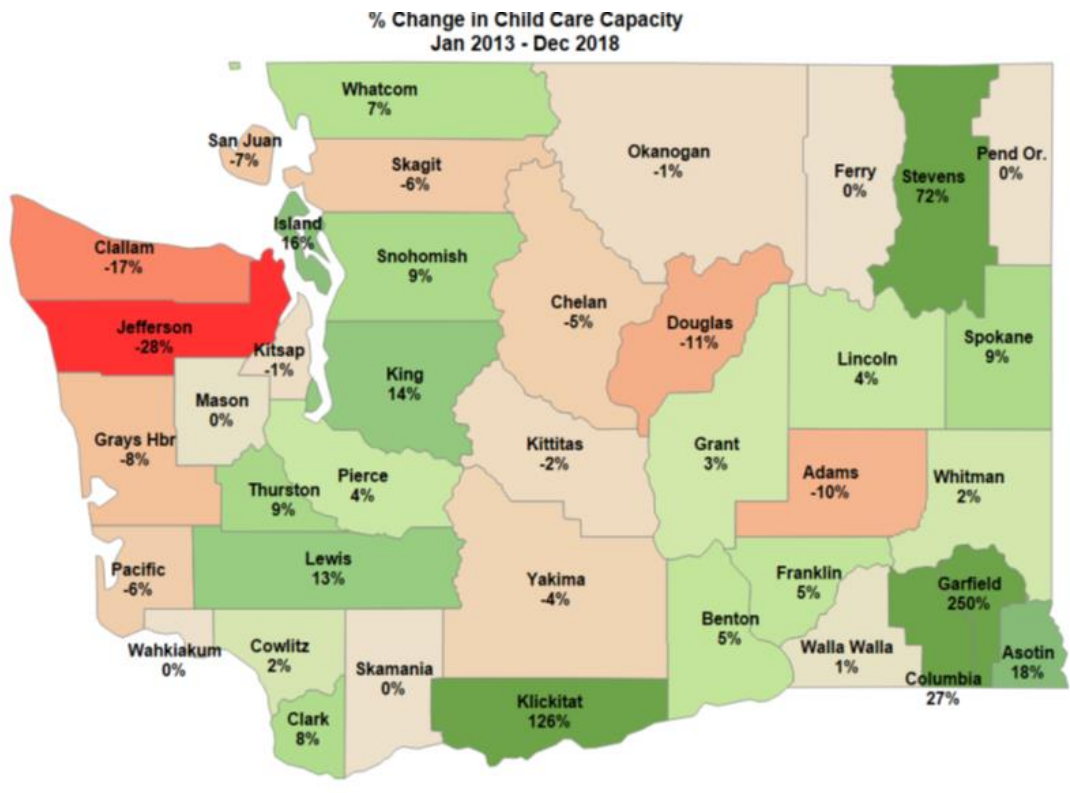 % Change in Child Care Capacity
Jan 2013 - Dec 2018
Whatcom
7%
San Juan
-7%
Skagit
-6%
Okanogan
-1%
Ferry
0%
Stevens
72%
Pend Or.
0%
Island
16%
Clallam
-17%
Snohomish
9%
Chelan
-5%
Jefferson
-28%
Kitsap
-1%
Douglas
-11%
Spokane
9%
Lincoln
4%
King
14%
Mason
0%
Grays Hbr
-8%
Kittitas
-2%
Grant
3%
Adams
-10%
Whitman
2%
Pierce
4%
Thurston
9%
Lewis
13%
Pacific
-6%
Yakima
-4%
Franklin
5%
Garfield
250%
Benton
5%
Wahkiakum
0%
Cowlitz
2%
Skamania
0%
Walla Walla
1%
Asotin
18%
Columbia
27%
Klickitat
126%
Clark
8%